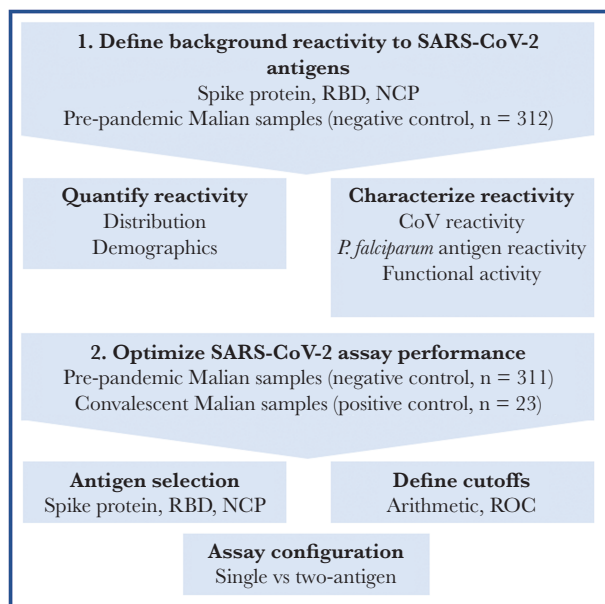 1. Define background reactivity to SARS-CoV-2
antigens
Spike protein, RBD, NCP
Pre-pandemic Malian samples (negative control, n = 312)
Quantify reactivity
Distribution
Demographics
Characterize reactivity
CoV reactivity
P. falciparum antigen reactivity
Functional activity
2. Optimize SARS-CoV-2 assay performance
Pre-pandemic Malian samples (negative control, n = 311)
Convalescent Malian samples (positive control, n = 23)
Antigen selection
Spike protein, RBD, NCP
Define cutoffs
Arithmetic, ROC
Assay configuration
Single vs two-antigen